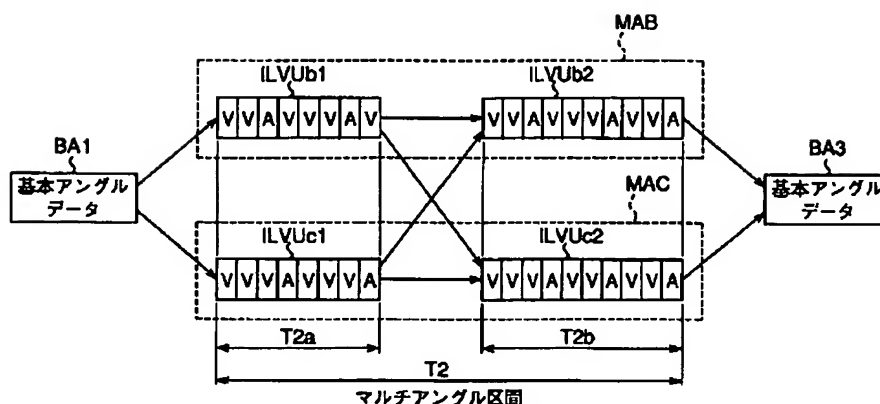 MAB
ILVUb1
ILVUb2
V V A V V V A V
V V A V V V A V V A
BA1
基本アングル
データ
BA3
基本アングル
データ
MAC
ILVUc1
ILVUc2
V V V A V V V A
V V V A V V A V V A
T2a
T2b
T2
マルチアングル区間